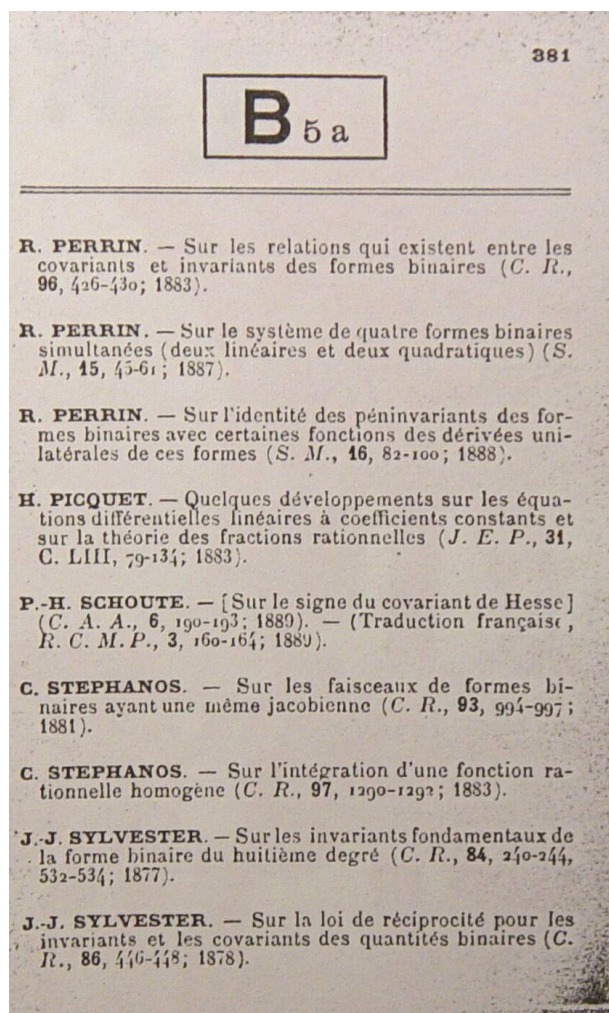 381
B 5 a
R. PERRIN. — Sur les relations qui existent entre les
covariants et invariants des formes binaires (C. R.,
96, 426-430; 1883).
R. PERRIN. — Sur le système de quatre formes binaires
simultanées (deux linéaires et deux quadratiques) (S.
M., 15, 45-61; 1887).
R. PERRIN. — Sur l'identité des péninvariants des for-
mes binaires avec certaines fonctions des dérivées uni-
latérales de ces formes (S. M., 16, 82-100; 1888).
H. PICQUET. — Quelques développements sur les équa-
tions différentielles linéaires à coefficients constants et
sur la théorie des fractions rationnelles (J. E. P., 31,
C. LIII, 79-134; 1883).
P.-H. SCHOUTE. — [Sur le signe du covariant de Hesse]
(C. A. A., 6, 190-193; 1889). — (Traduction française,
R. C. M. P., 3, 160-164; 1889).
C. STEPHANOS. — Sur les faisceaux de formes bi-
naires ayant une même jacobienne (C. R., 93, 994-997;
1881).
C. STEPHANOS. — Sur l'intégration d'une fonction ra-
tionnelle homogène (C. R., 97, 1290-1292; 1883).
J.-J. SYLVESTER. — Sur les invariants fondamentaux de
la forme binaire du huitième degré (C. R., 84, 240-244,
532-534; 1877).
J.-J. SYLVESTER. — Sur la loi de réciprocité pour les
invariants et les covariants des quantités binaires (C.
R., 86, 446-448; 1878).